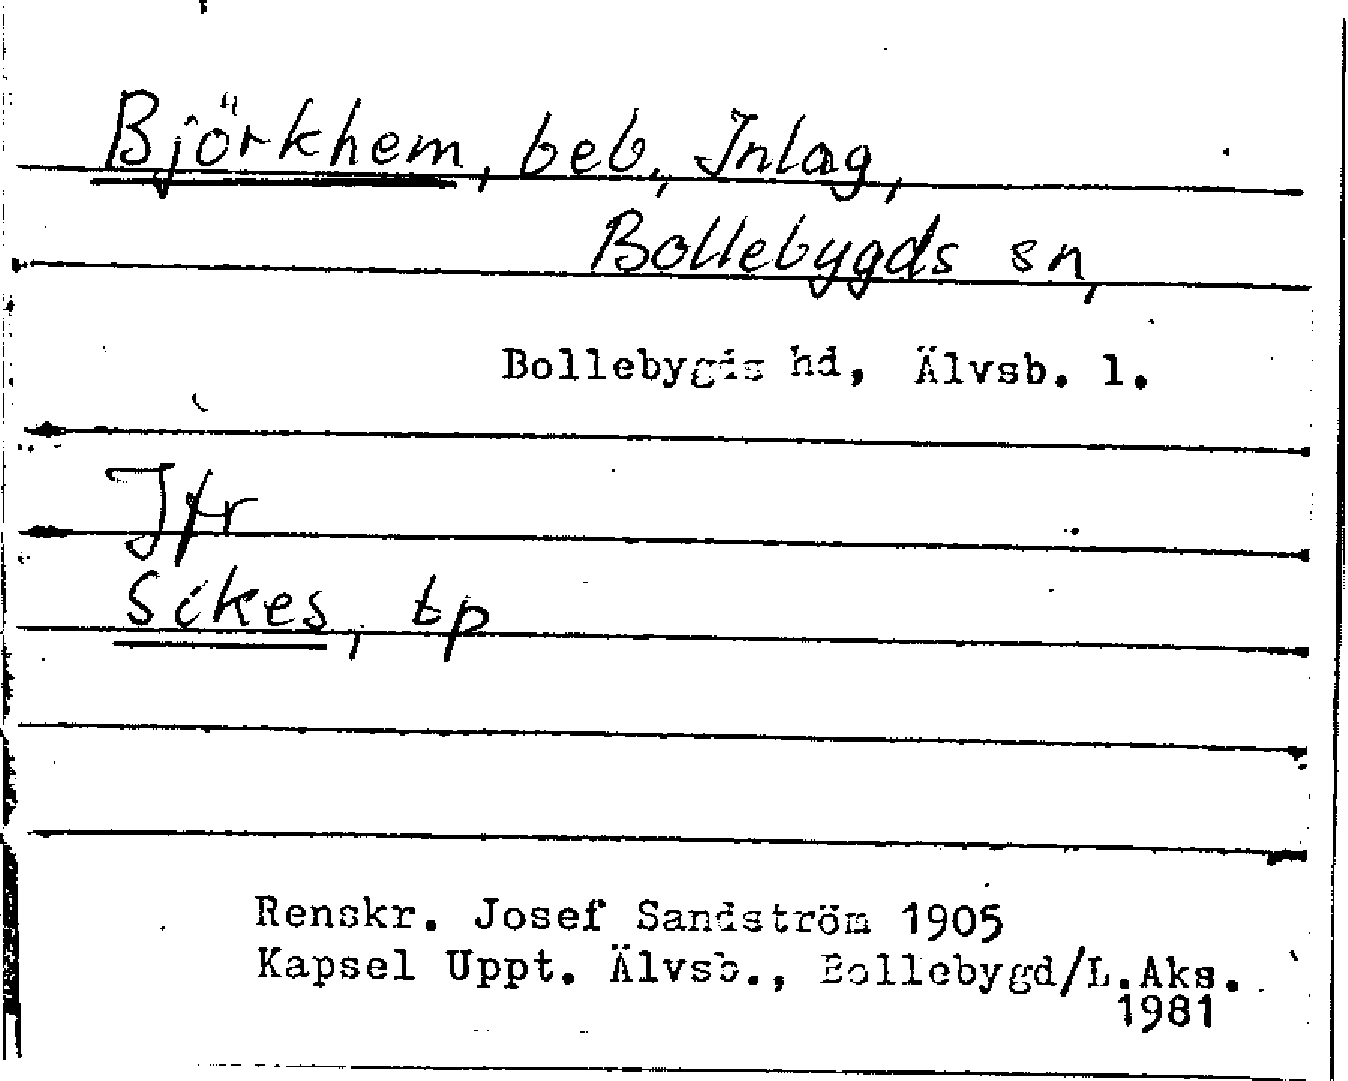 Björkhem, beb, Inlag,
Bollebygds sn,
Bollebygds hd, Älvsb. l.
Jfr
Sikes, tp
Renskr. Josef Sandström 1905
Kapsel Uppt. Älvsb., Bollebygd/L.Aks.
1981